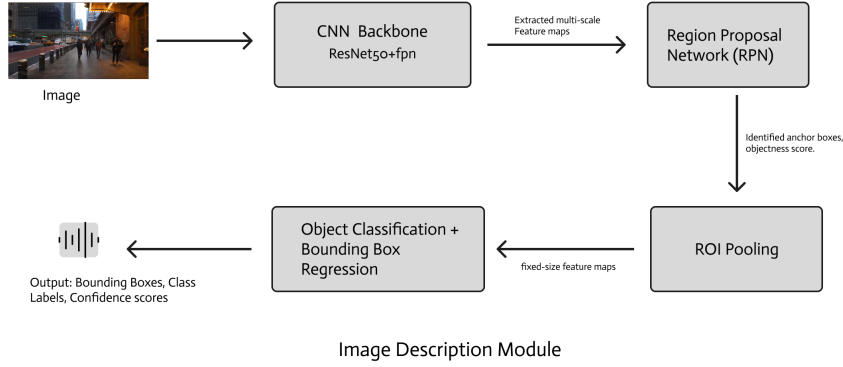 Image
CNN Backbone
ResNet50+fpn
Extracted multi-scale
Feature maps
Region Proposal
Network (RPN)
Identified anchor boxes,
objectness score.
ROI Pooling
fixed-size feature maps
Object Classification +
Bounding Box
Regression
Output: Bounding Boxes, Class
Labels, Confidence scores
Image Description Module